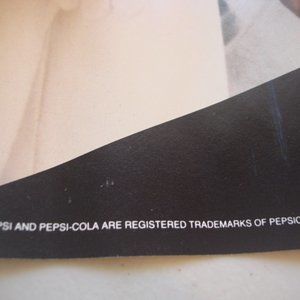 PSI AND PEPSI-COLA ARE REGISTERED TRADEMARKS OF PEPSIC